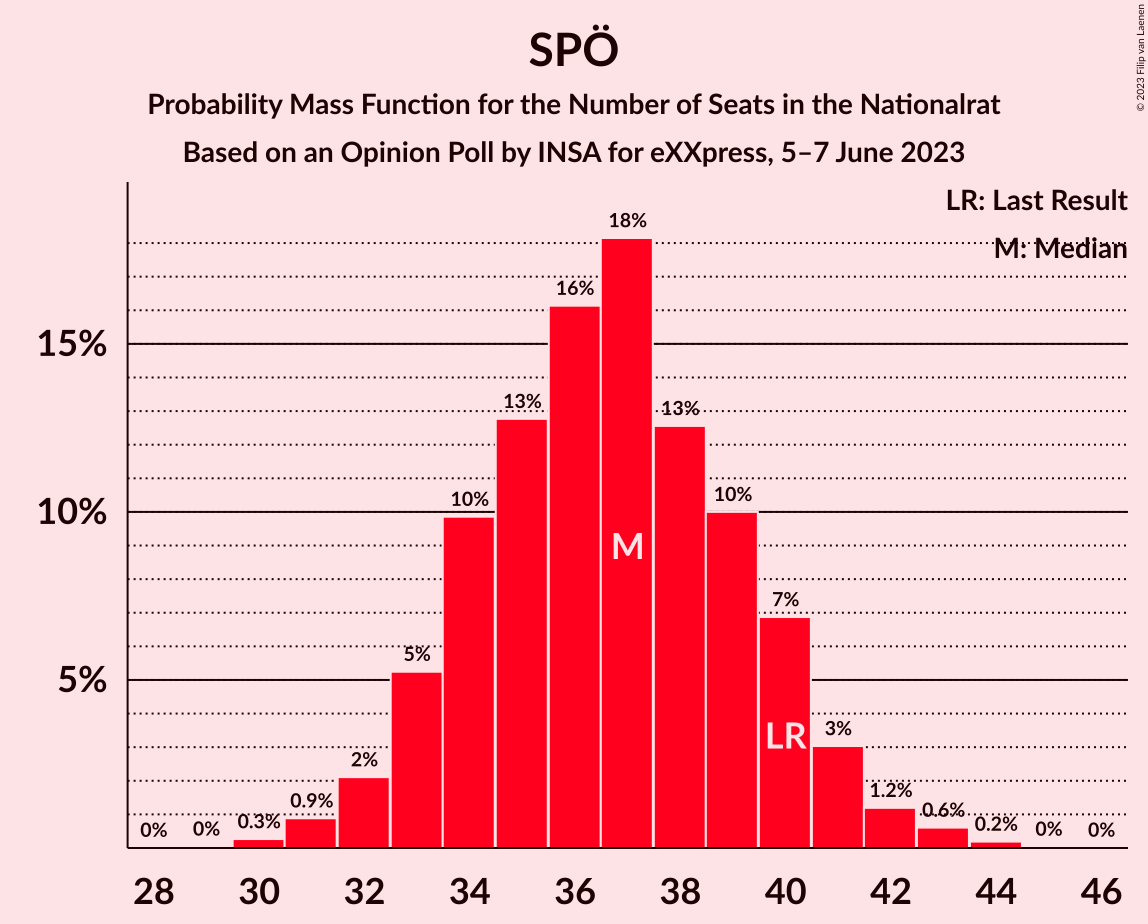 SPÖ
Probability Mass Function for the Number of Seats in the Nationalrat
Based on an Opinion Poll by INSA for eXXpress, 5–7 June 2023
© 2023 Filip van Laenen
LR: Last Result
M: Median
15%
10%
5%
0%
0%
0.3%
0.9%
2%
5%
10%
13%
16%
18%
13%
10%
7%
3%
1.2%
0.6%
0.2%
0%
0%
M
LR
28 30 32 34 36 38 40 42 44 46